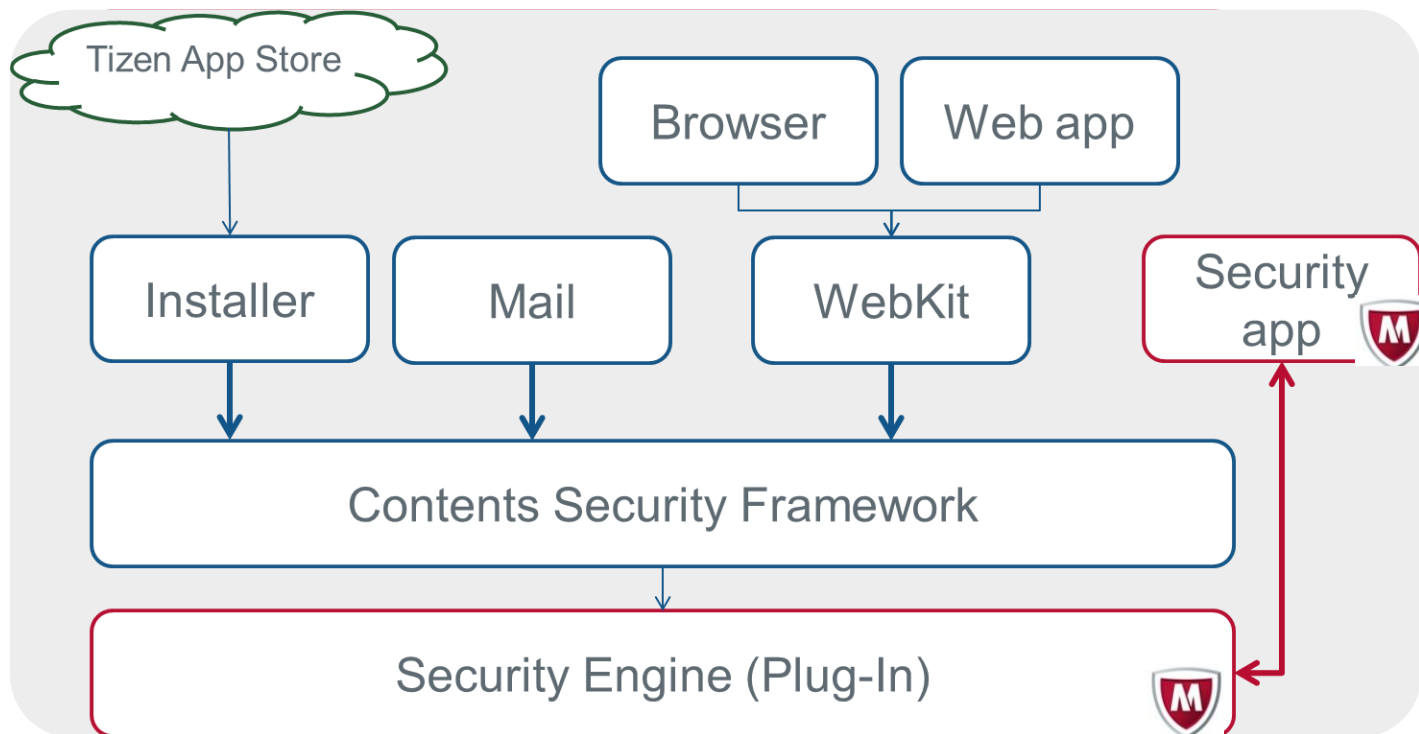 Tizen App Store
Browser
Web app
Installer
Mail
WebKit
Security
app
M
Contents Security Framework
Security Engine (Plug-In)
M